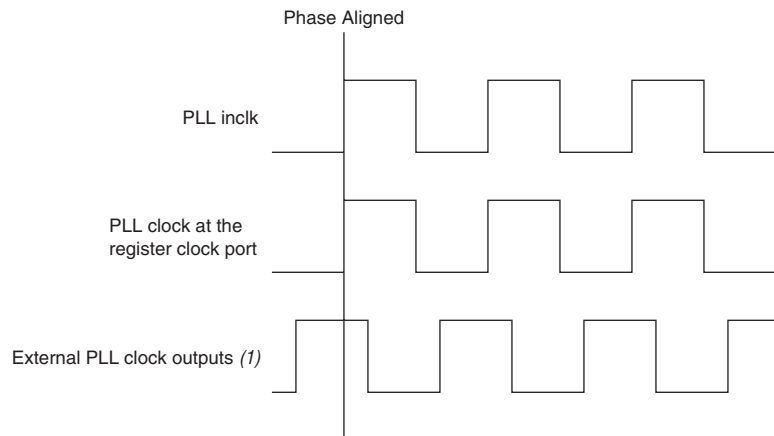 Phase Aligned
PLL inclk
PLL clock at the
register clock port
External PLL clock outputs (1)